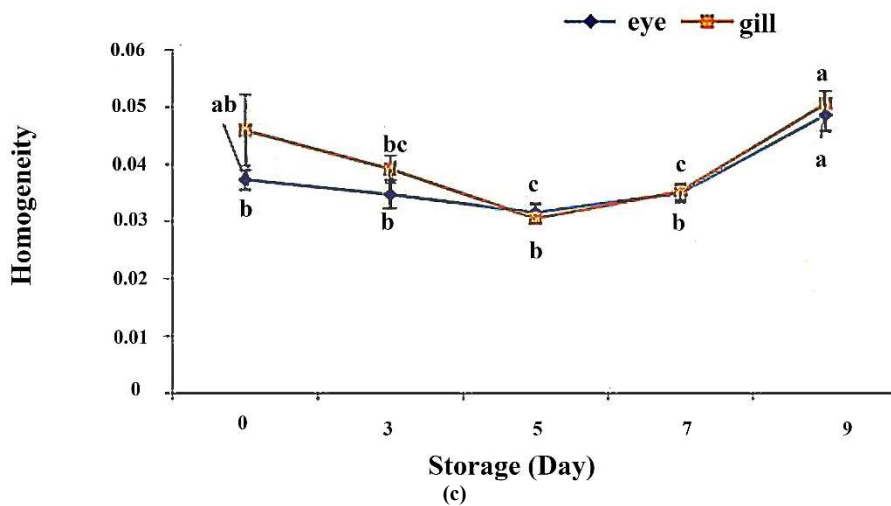 eye gill
0.06
ab a
0.05
bc
0.04
c c a
0.03
b b b b
0.02
0.01
0
Homogeneity
0 3 5 7 9
Storage (Day)
(c)